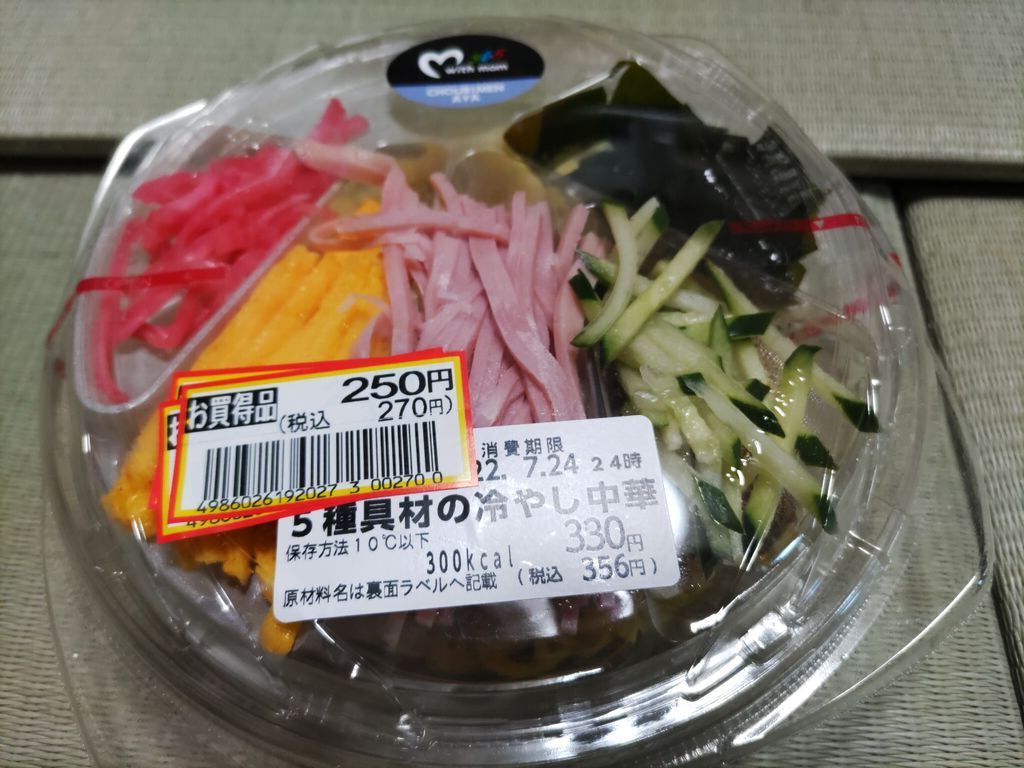 with mom
お買得品
250円
(税込 270円)
4986026192027 3 00270 0
消費期限
22. 7.24 24時
5種具材の冷やし中華
保存方法10℃以下
330円
300kcal
(税込 356円)
原材料名は裏面ラベルへ記載